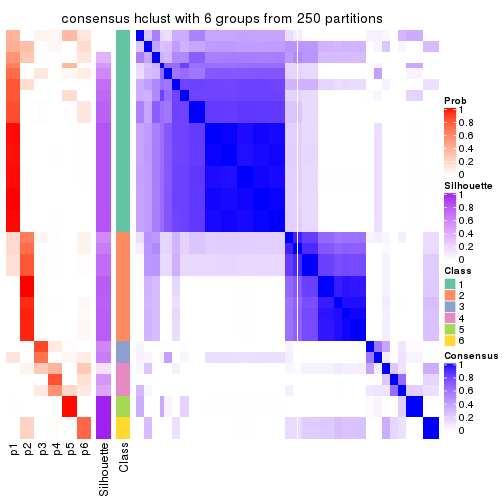 consensus hclust with 6 groups from 250 partitions
Prob
1
0.8
0.6
0.4
0.2
0
Silhouette
1
0.8
0.6
0.4
0.2
0
Class
1
2
3
4
5
6
Consensus
1
0.8
0.6
0.4
0.2
0
p1
p2
p3
p4
p5
p6
Silhouette
Class